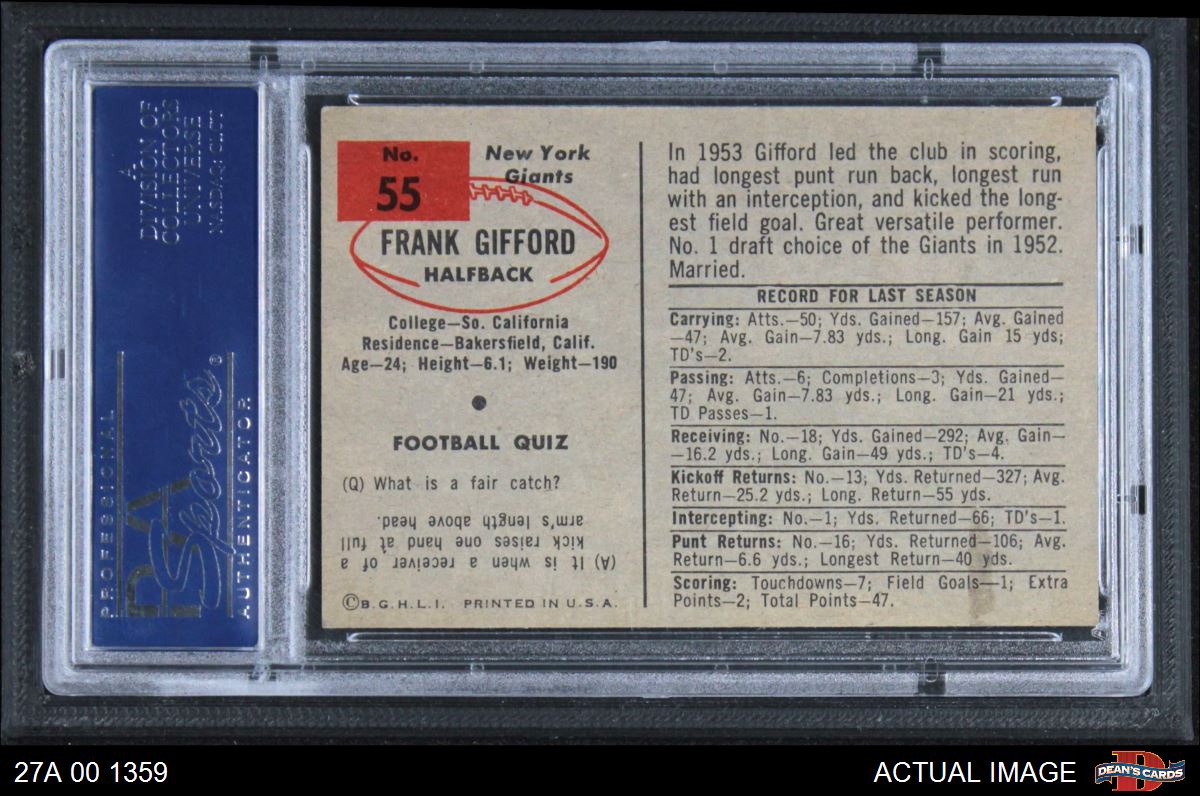 A
DIVISION OF
COLLECTORS
UNIVERSE
NASDAQ: CLCT
PROFESSIONAL
PSA
Sports®
AUTHENTICATOR
No.
55
New York
Giants
FRANK GIFFORD
HALFBACK
College—So. California
Residence—Bakersfield, Calif.
Age—24; Height—6.1; Weight—190
FOOTBALL QUIZ
(Q) What is a fair catch?
(A) It is when a receiver of a
kick raises one hand at full
arm's length above head.
©B.G.H.L.I. PRINTED IN U.S.A.
In 1953 Gifford led the club in scoring,
had longest punt run back, longest run
with an interception, and kicked the long-
est field goal. Great versatile performer.
No. 1 draft choice of the Giants in 1952.
Married.
RECORD FOR LAST SEASON
Carrying: Atts.—50; Yds. Gained—157; Avg. Gained
—47; Avg. Gain—7.83 yds.; Long. Gain 15 yds;
TD's—2.
Passing: Atts.—6; Completions—3; Yds. Gained—
47; Avg. Gain—7.83 yds.; Long. Gain—21 yds.;
TD Passes—1.
Receiving: No.—18; Yds. Gained—292; Avg. Gain—
—16.2 yds.; Long. Gain—49 yds.; TD's—4.
Kickoff Returns: No.—13; Yds. Returned—327; Avg.
Return—25.2 yds.; Long. Return—55 yds.
Intercepting: No.—1; Yds. Returned—66; TD's—1.
Punt Returns: No.—16; Yds. Returned—106; Avg.
Return—6.6 yds.; Longest Return—40 yds.
Scoring: Touchdowns—7; Field Goals—1; Extra
Points—2; Total Points—47.
27A 00 1359
ACTUAL IMAGE
D
DEAN'S CARDS